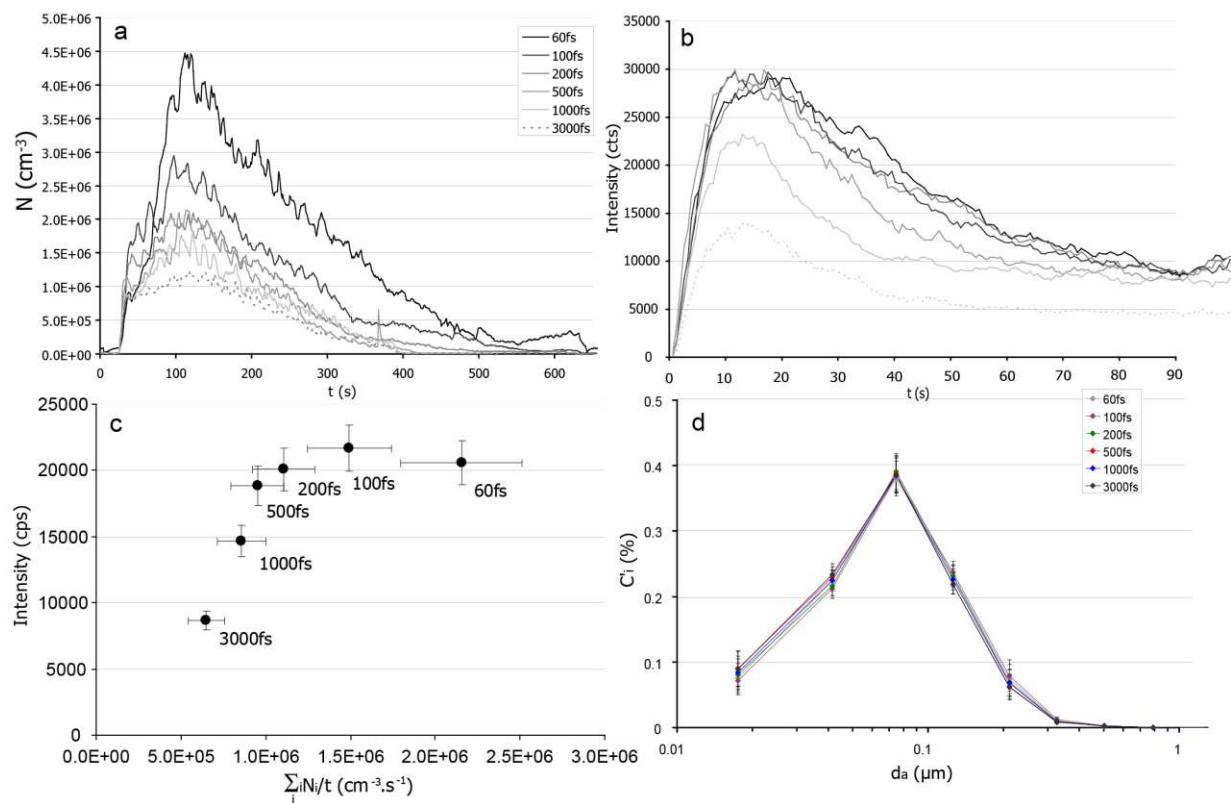 a
5.0E+06
4.5E+06
4.0E+06
3.5E+06
3.0E+06
2.5E+06
2.0E+06
1.5E+06
1.0E+06
5.0E+05
0.0E+00
N (cm-3)
0 100 200 300 400 500 600
t (s)
60fs
100fs
200fs
500fs
1000fs
3000fs
b
35000
30000
25000
20000
15000
10000
5000
0
Intensity (cts)
0 10 20 30 40 50 60 70 80 90
t (s)
c
25000
20000
15000
10000
5000
0
Intensity (cps)
3000fs
1000fs
500fs
200fs
100fs
60fs
0.0E+00 5.0E+05 1.0E+06 1.5E+06 2.0E+06 2.5E+06 3.0E+06
∑iNi/t (cm-3.s-1)
i
d
0.5
0.4
0.3
0.2
0.1
0
C'i (%)
60fs
100fs
200fs
500fs
1000fs
3000fs
0.01 0.1 1
da (µm)